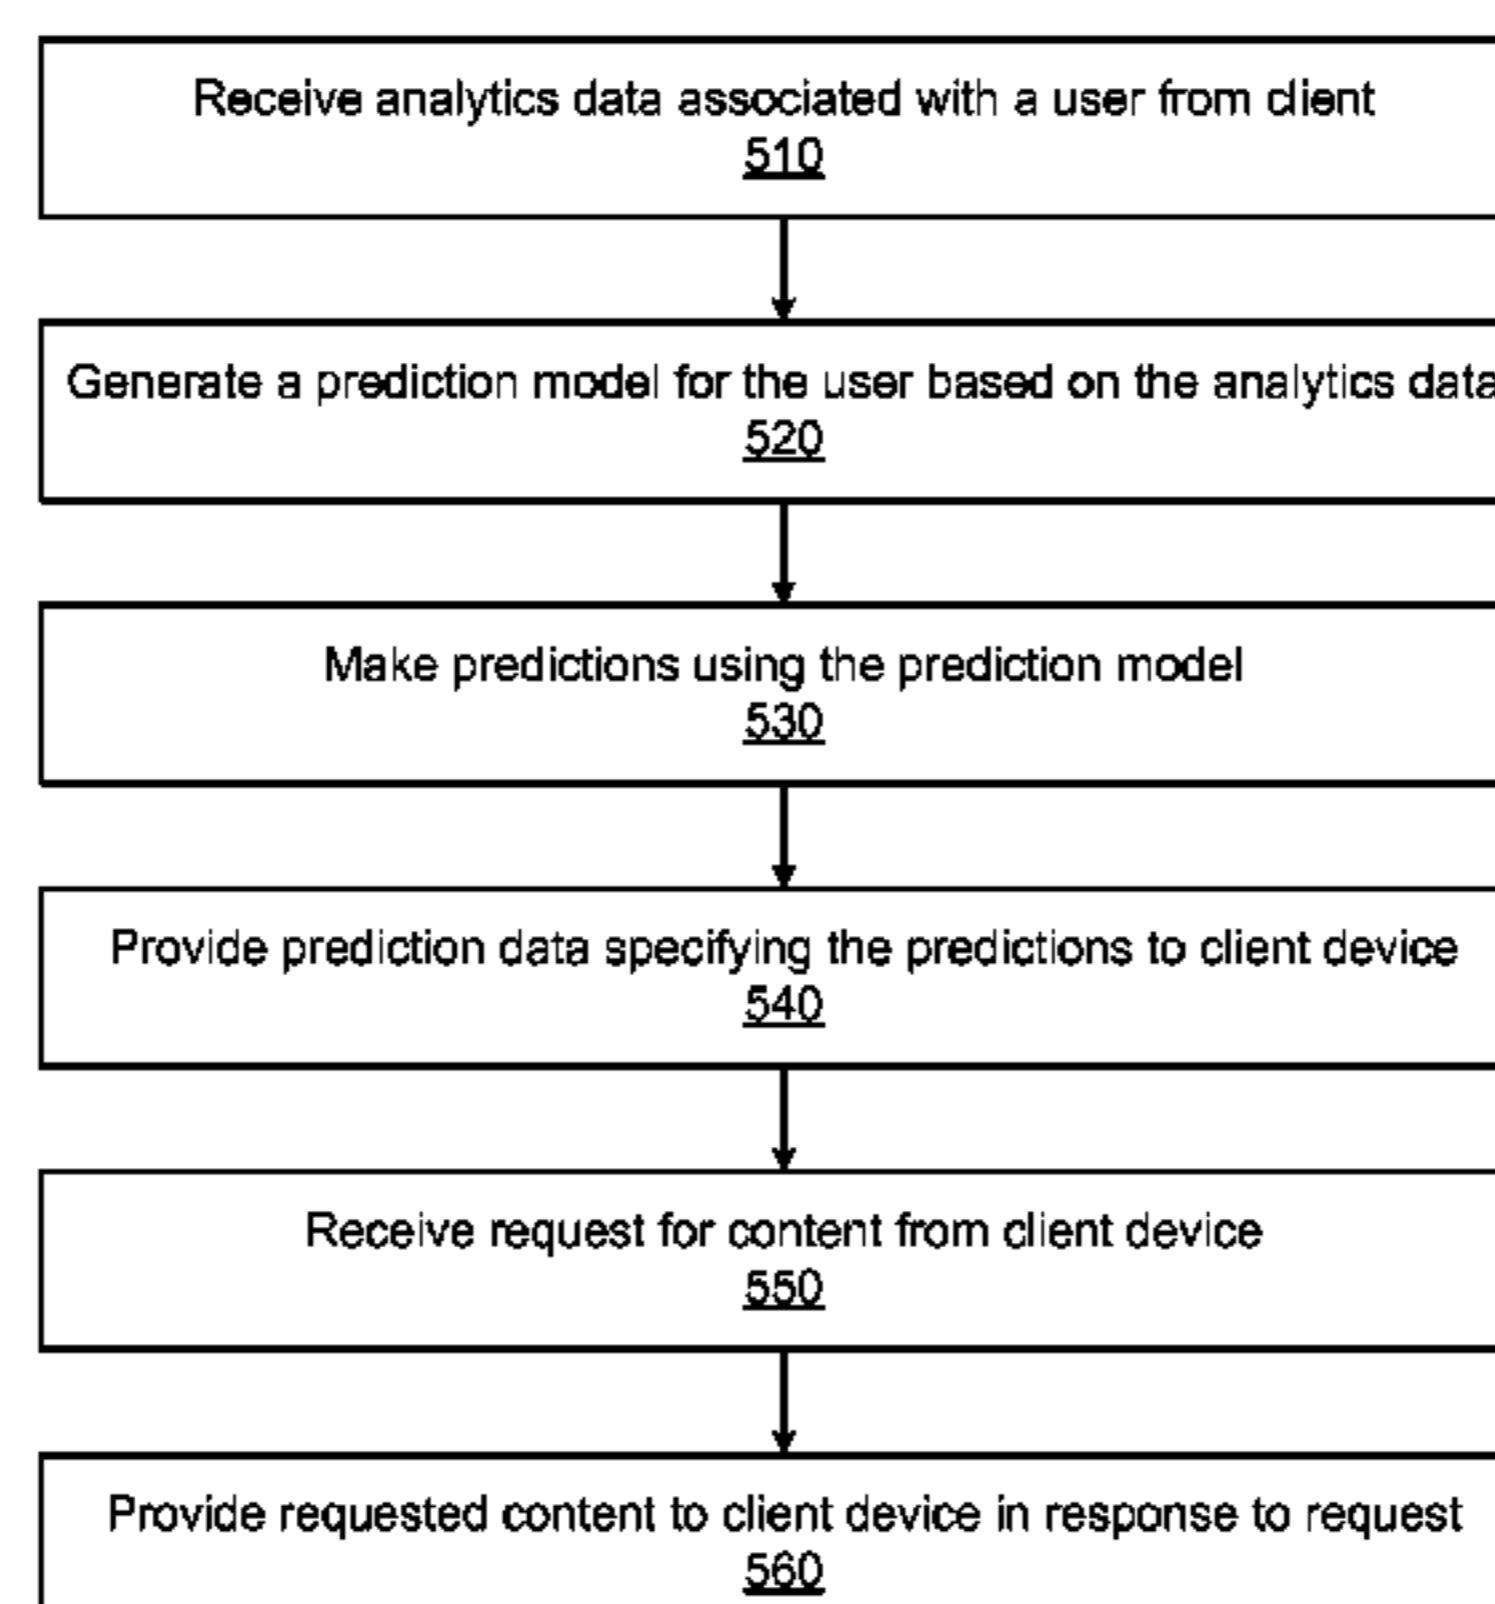 Receive analytics data associated with a user from client
510
Generate a prediction model for the user based on the analytics data
520
Make predictions using the prediction model
530
Provide prediction data specifying the predictions to client device
540
Receive request for content from client device
550
Provide requested content to client device in response to request
560